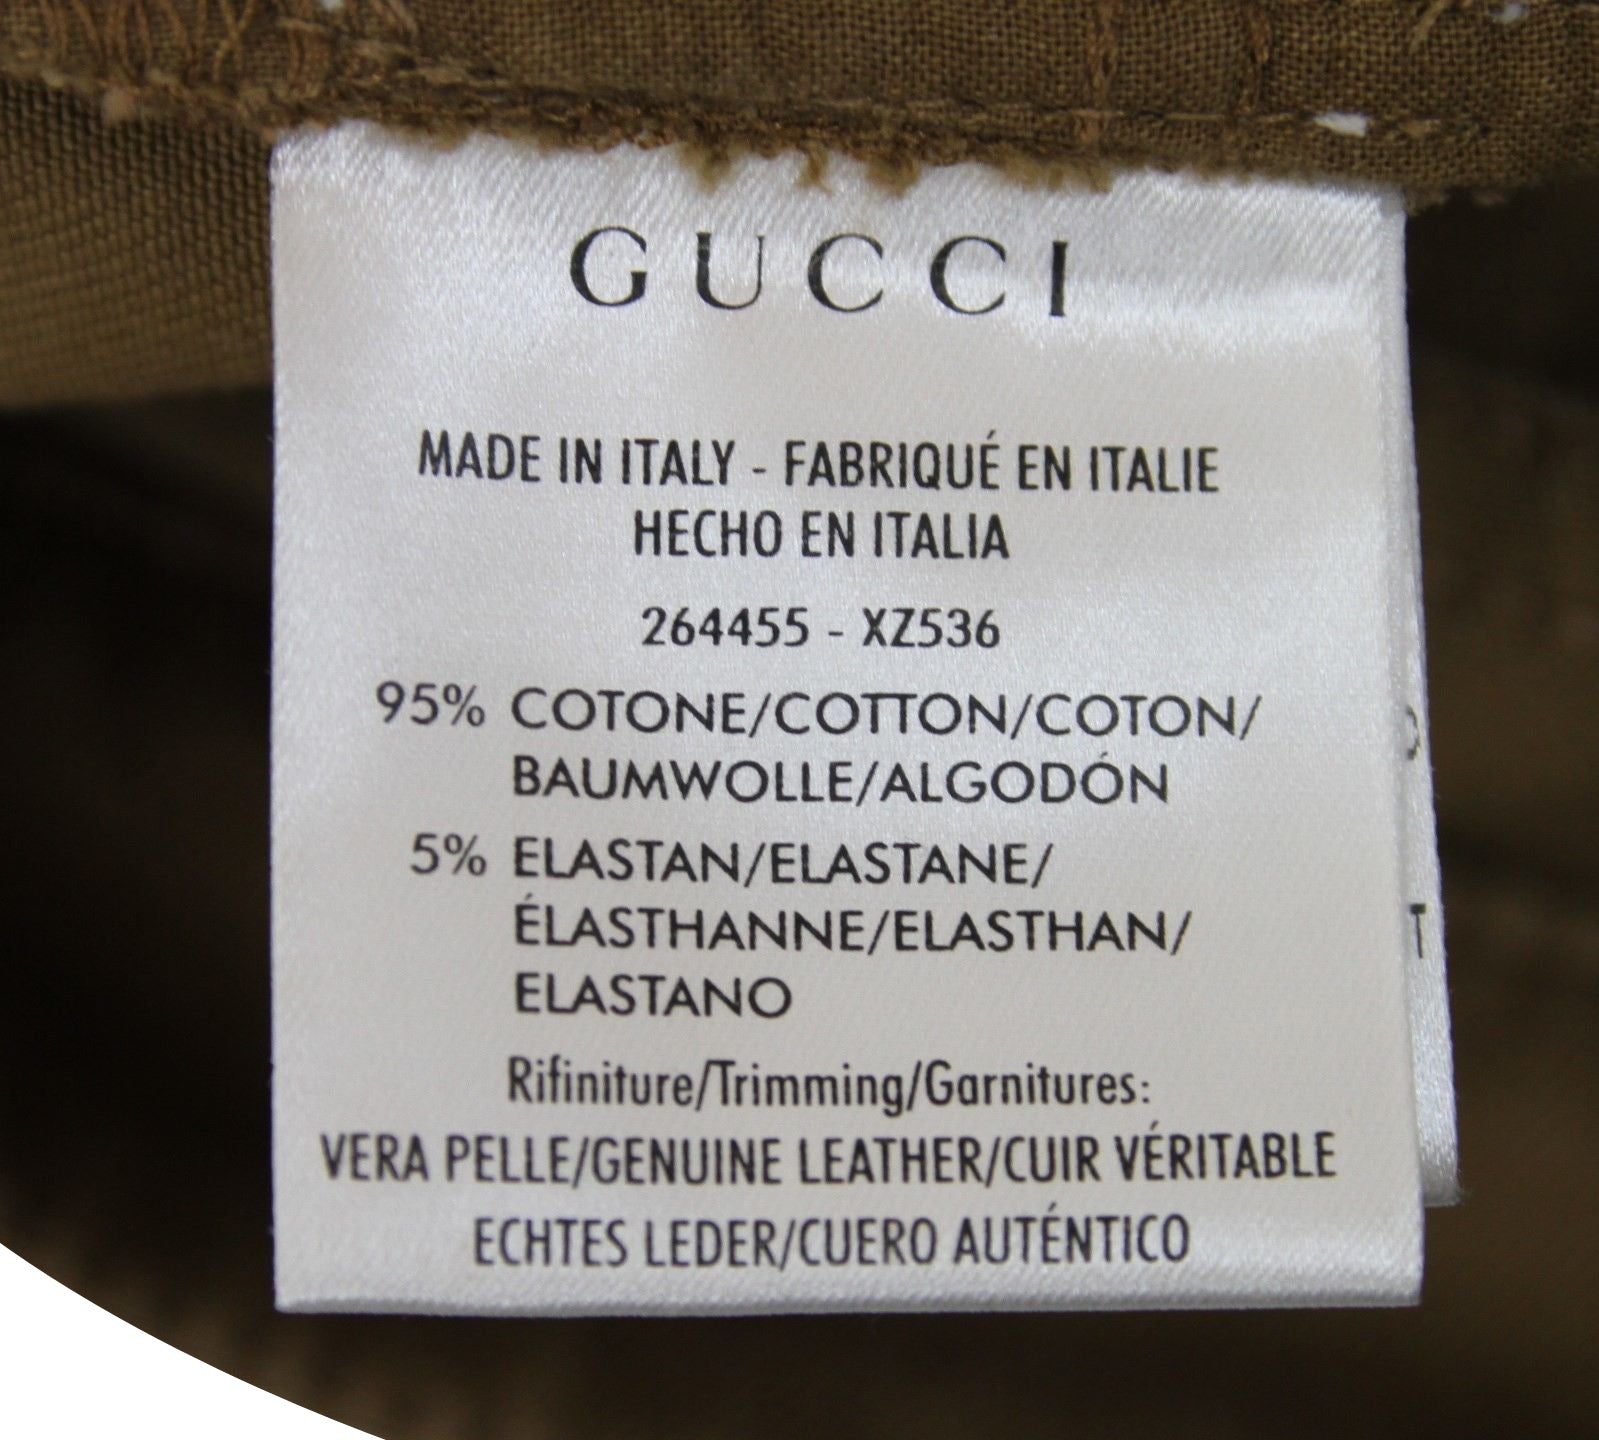 GUCCI
MADE IN ITALY - FABRIQUÉ EN ITALIE
HECHO EN ITALIA
264455 - XZ536
95% COTONE/COTTON/COTON/
BAUMWOLLE/ALGODÓN
5% ELASTAN/ELASTANE/
ÉLASTHANNE/ELASTHAN/
ELASTANO
Rifiniture/Trimming/Garnitures:
VERA PELLE/GENUINE LEATHER/CUIR VÉRITABLE
ECHTES LEDER/CUERO AUTÉNTICO